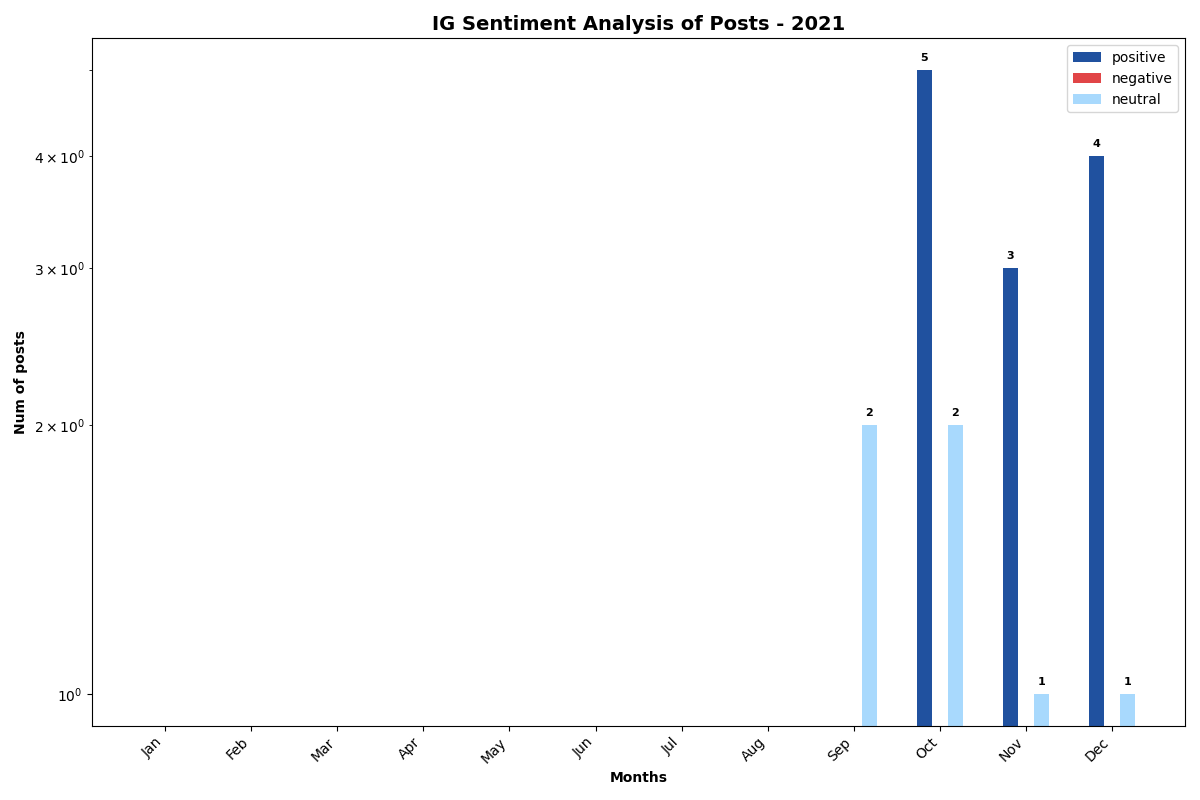 IG Sentiment Analysis of Posts - 2021
positive
negative
neutral
Num of posts
4 × 10⁰
3 × 10⁰
2 × 10⁰
10⁰
5
4
3
2
2
1
1
Jan
Feb
Mar
Apr
May
Jun
Jul
Aug
Sep
Oct
Nov
Dec
Months